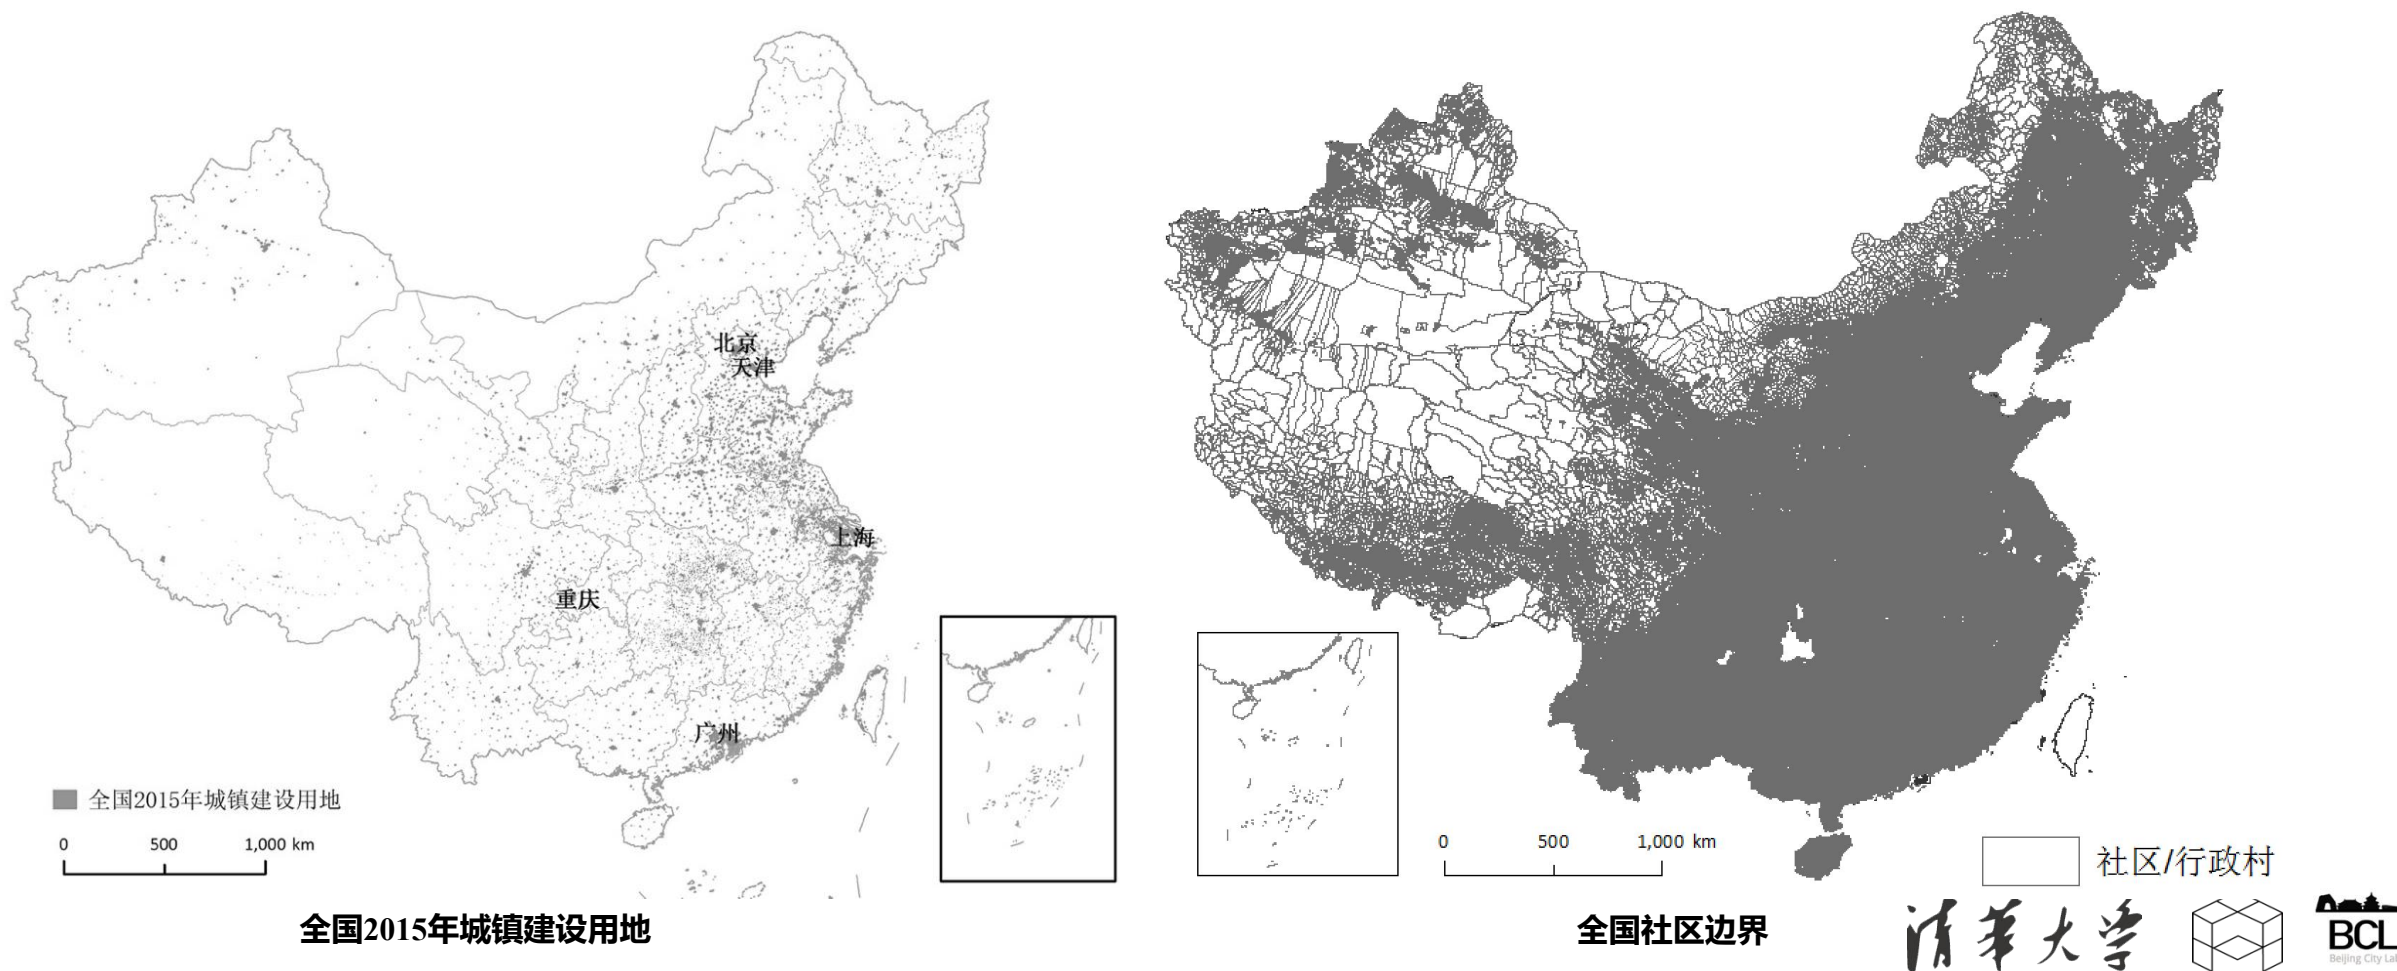 北京
天津
上海
重庆
广州
全国2015年城镇建设用地
0 500 1,000 km
全国2015年城镇建设用地
0 500 1,000 km
社区/行政村
全国社区边界
清华大学
BCL
Beijing City Lab